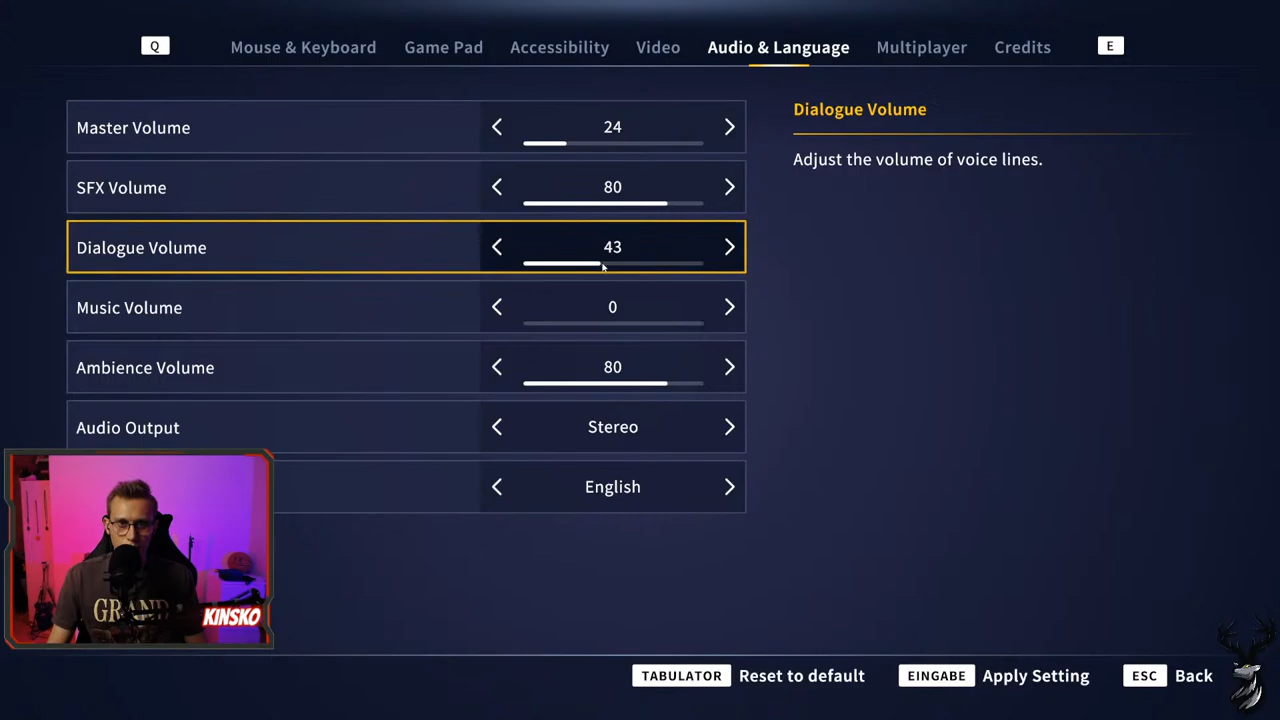 Q Mouse & Keyboard Game Pad Accessibility Video Audio & Language Multiplayer Credits E
Master Volume 24
SFX Volume 80
Dialogue Volume 43
Music Volume 0
Ambience Volume 80
Audio Output Stereo
English
Dialogue Volume
Adjust the volume of voice lines.
GRAND
KINSKO
TABULATOR Reset to default EINGABE Apply Setting ESC Back